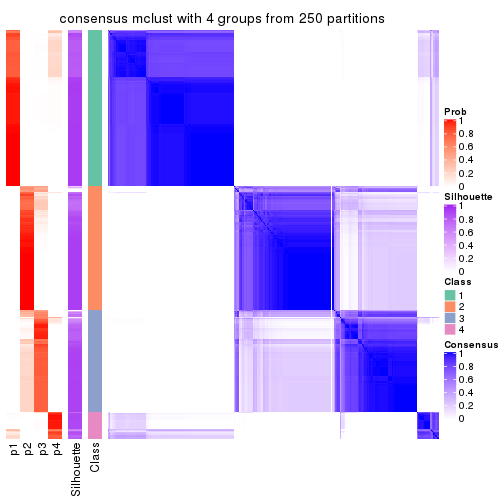 consensus mclust with 4 groups from 250 partitions
Prob
1
0.8
0.6
0.4
0.2
0
Silhouette
1
0.8
0.6
0.4
0.2
0
Class
1
2
3
4
Consensus
1
0.8
0.6
0.4
0.2
0
p1
p2
p3
p4
Silhouette
Class